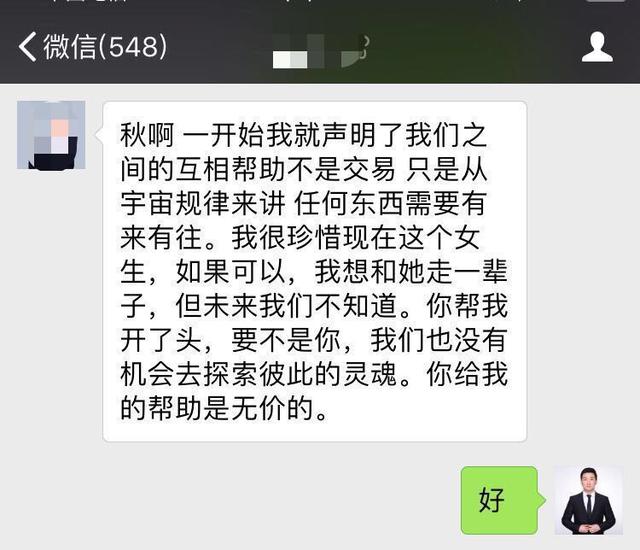 微信(548)
秋啊 一开始我就声明了我们之
间的互相帮助不是交易 只是从
宇宙规律来讲 任何东西需要有
来有往。我很珍惜现在这个女
生，如果可以，我想和她走一辈
子，但未来我们不知道。你帮我
开了头，要不是你，我们也没有
机会去探索彼此的灵魂。你给我
的帮助是无价的。
好